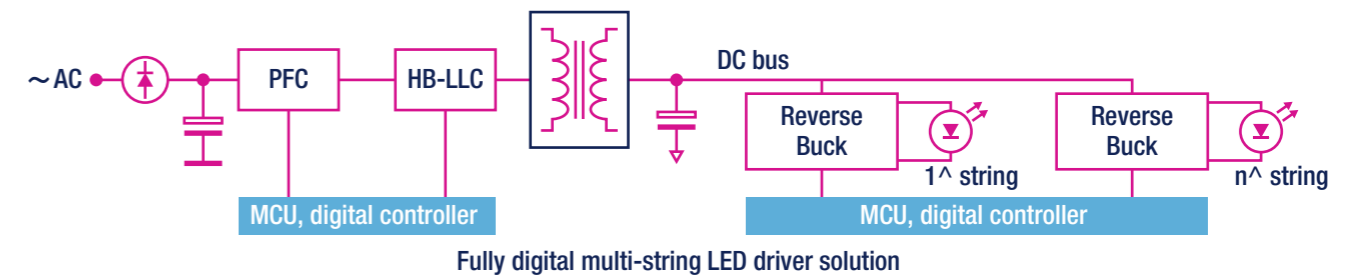 ~ AC
PFC
HB-LLC
DC bus
Reverse
Buck
1^ string
Reverse
Buck
n^ string
MCU, digital controller
MCU, digital controller
Fully digital multi-string LED driver solution